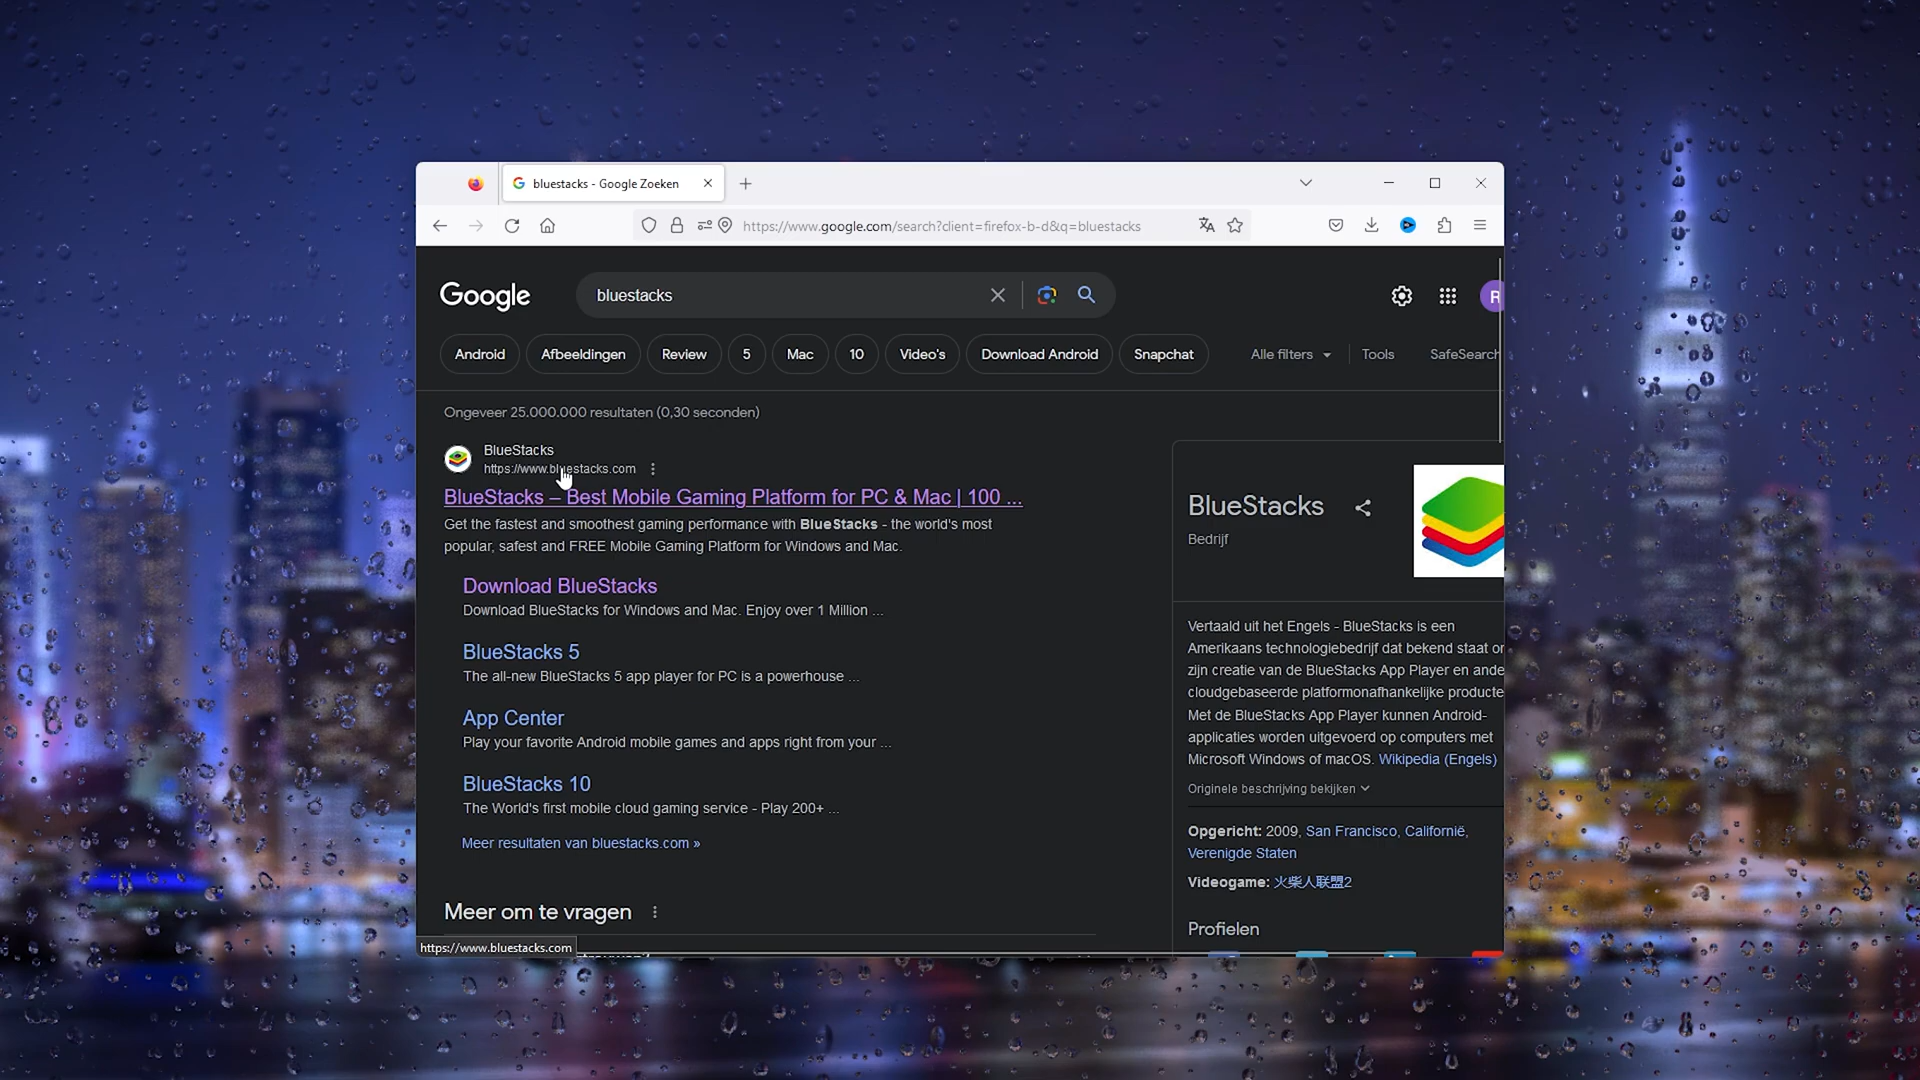 bluestacks - Google Zoeken
https://www.google.com/search?client=firefox-b-d&q=bluestacks
Google
bluestacks
R
Android
Afbeeldingen
Review
5
Mac
10
Video's
Download Android
Snapchat
Alle filters
Tools
SafeSearch
Ongeveer 25.000.000 resultaten (0,30 seconden)
BlueStacks
https://www.bluestacks.com
BlueStacks – Best Mobile Gaming Platform for PC & Mac | 100 ...
Get the fastest and smoothest gaming performance with BlueStacks - the world's most
popular, safest and FREE Mobile Gaming Platform for Windows and Mac.
Download BlueStacks
Download BlueStacks for Windows and Mac. Enjoy over 1 Million ...
BlueStacks 5
The all-new BlueStacks 5 app player for PC is a powerhouse ...
App Center
Play your favorite Android mobile games and apps right from your ...
BlueStacks 10
The World's first mobile cloud gaming service - Play 200+ ...
Meer resultaten van bluestacks.com »
Meer om te vragen
https://www.bluestacks.com
BlueStacks
Bedrijf
Vertaald uit het Engels - BlueStacks is een
Amerikaans technologiebedrijf dat bekend staat
zijn creatie van de BlueStacks App Player en
cloudgebaseerde platformonafhankelijke
Met de BlueStacks App Player kunnen Android-
applicaties worden uitgevoerd op computers met
Microsoft Windows of macOS. Wikipedia (Engels)
Originele beschrijving bekijken
Opgericht: 2009, San Francisco, Californië,
Verenigde Staten
Videogame: 火柴人联盟2
Profielen